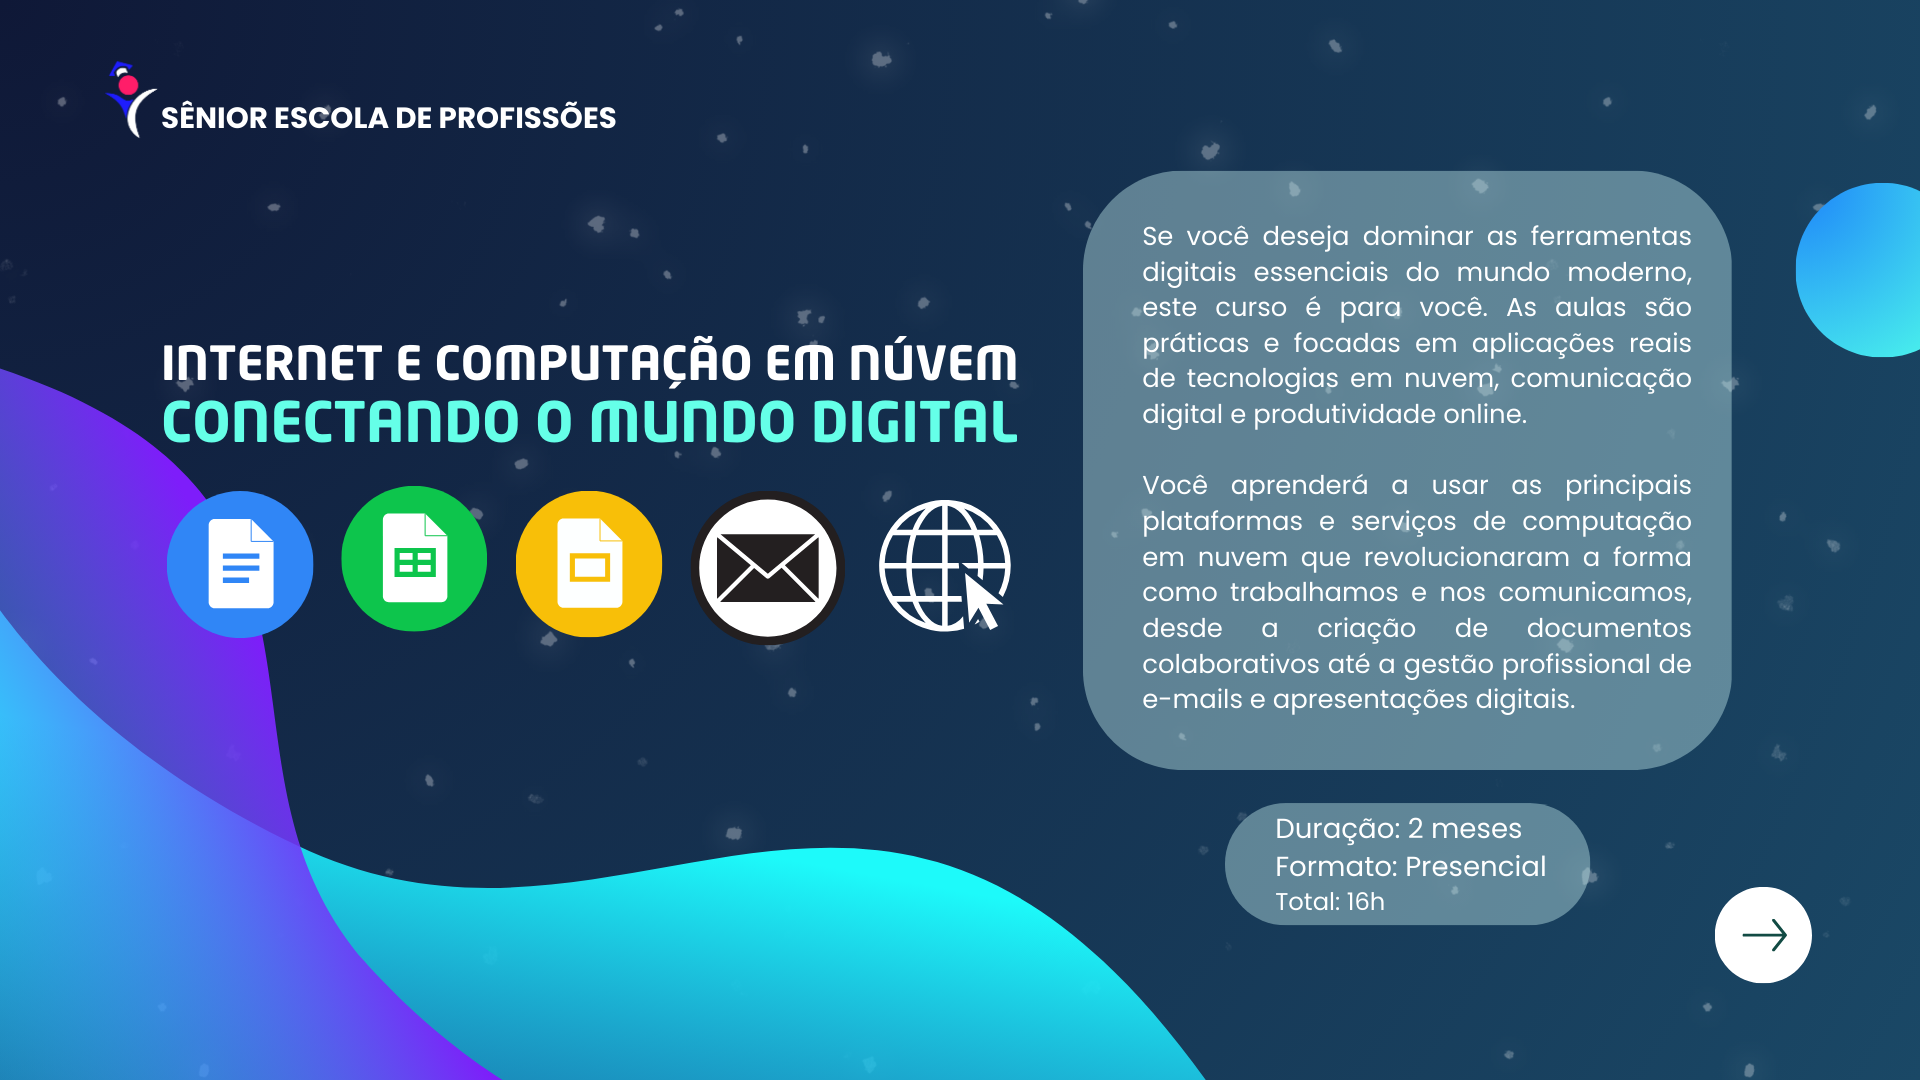 SÊNIOR ESCOLA DE PROFISSÕES
INTERNET E COMPUTAÇÃO EM NÚVEM
CONECTANDO O MUNDO DIGITAL
Se você deseja dominar as ferramentas
digitais essenciais do mundo moderno,
este curso é para você. As aulas são
práticas e focadas em aplicações reais
de tecnologias em nuvem, comunicação
digital e produtividade online.
Você aprenderá a usar as principais
plataformas e serviços de computação
em nuvem que revolucionaram a forma
como trabalhamos e nos comunicamos,
desde a criação de documentos
colaborativos até a gestão profissional de
e-mails e apresentações digitais.
Duração: 2 meses
Formato: Presencial
Total: 16h